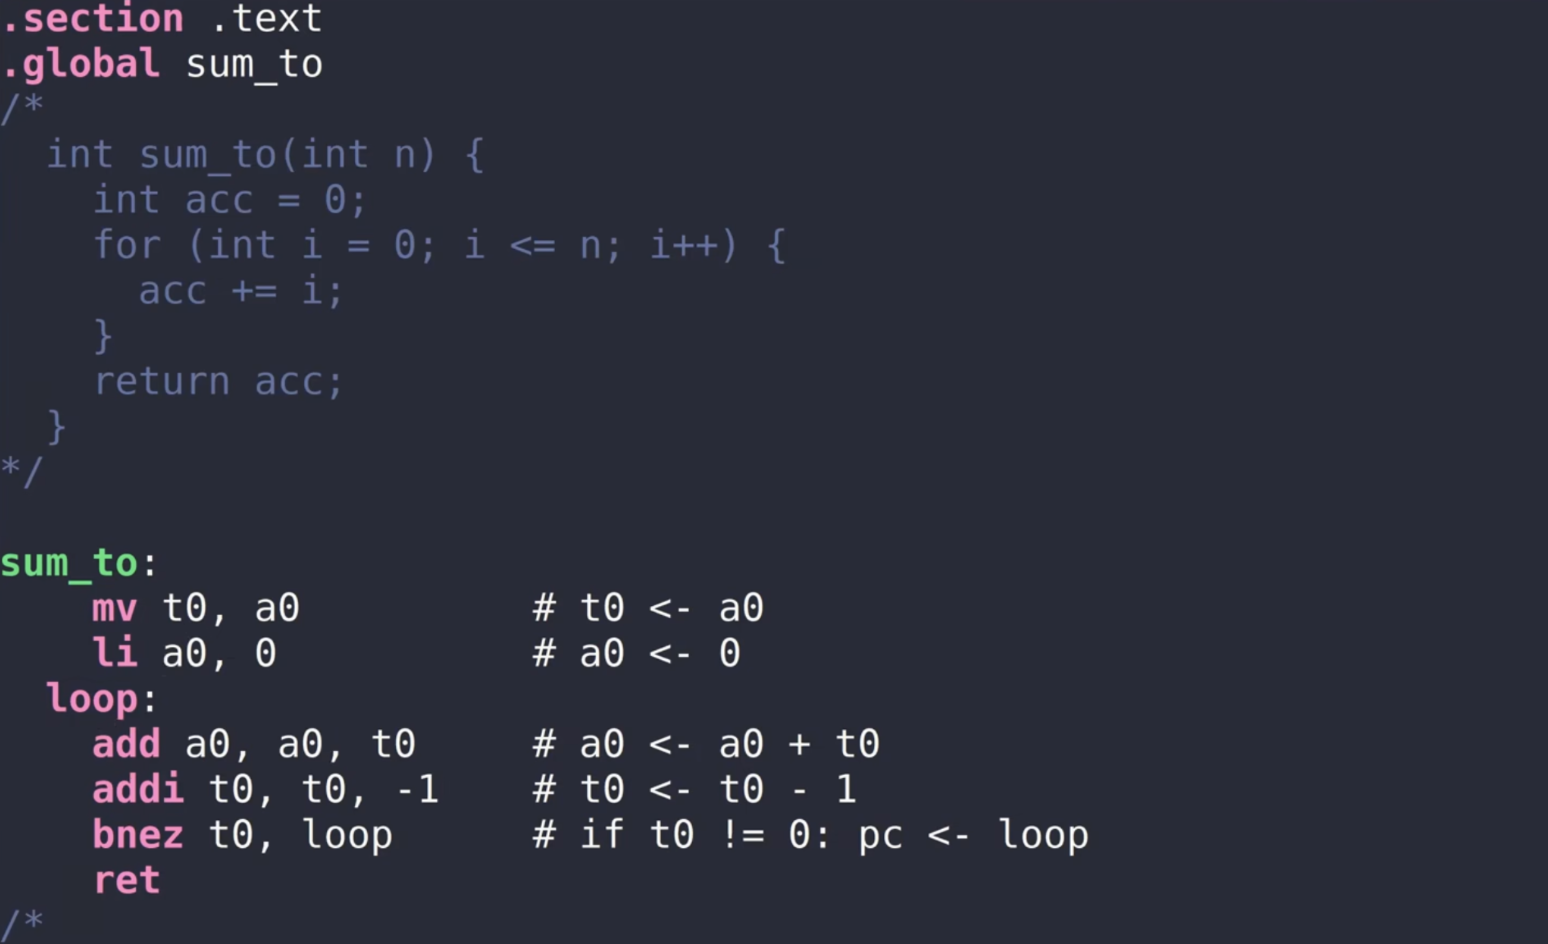 .section .text
.global sum_to
/*
  int sum_to(int n) {
    int acc = 0;
    for (int i = 0; i <= n; i++) {
      acc += i;
    }
    return acc;
  }
*/

sum_to:
    mv t0, a0          # t0 <- a0
    li a0, 0           # a0 <- 0
  loop:
    add a0, a0, t0     # a0 <- a0 + t0
    addi t0, t0, -1    # t0 <- t0 - 1
    bnez t0, loop      # if t0 != 0: pc <- loop
    ret
/*